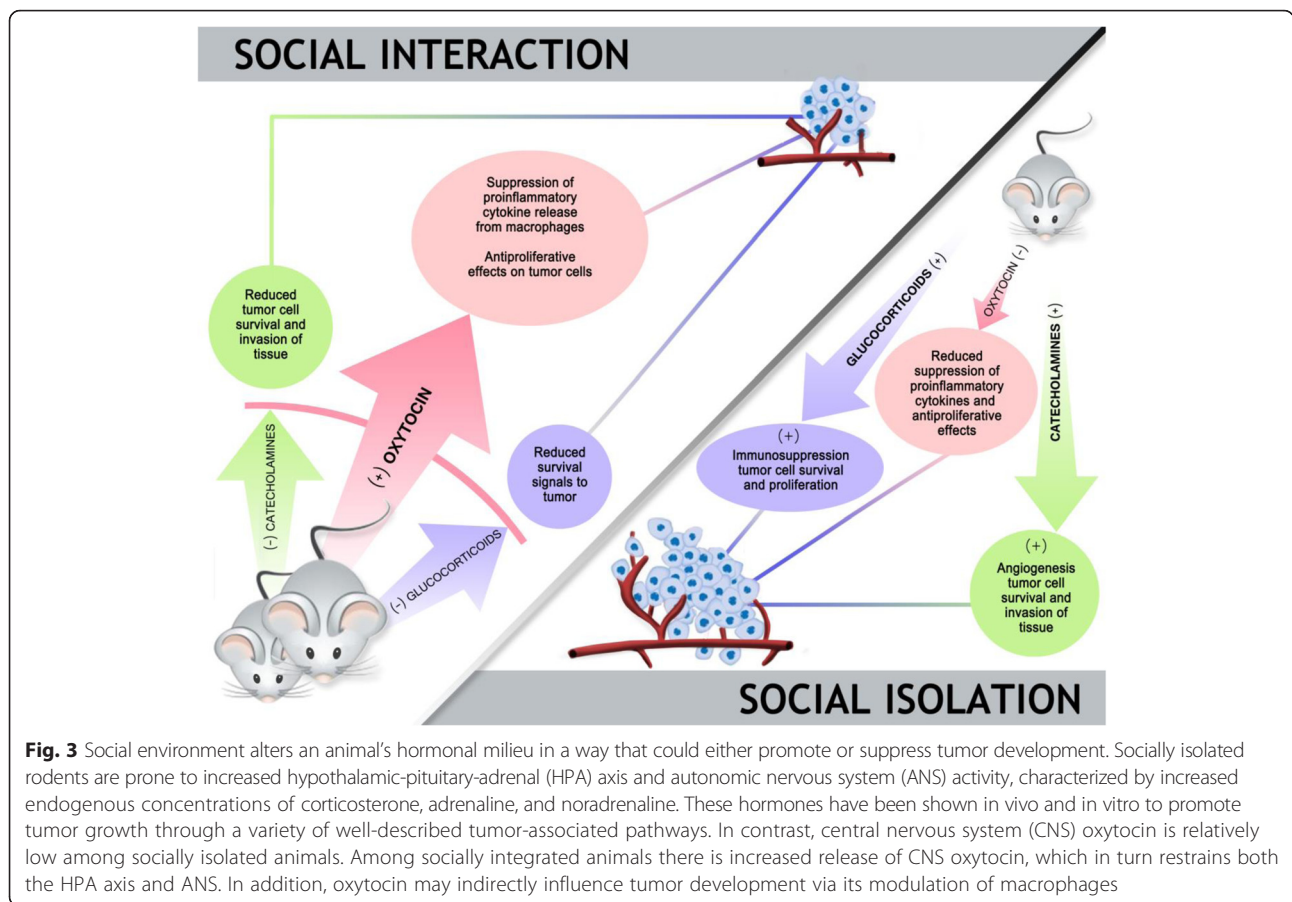 SOCIAL INTERACTION
Suppression of
proinflammatory
cytokine release
from macrophages
Antiproliferative
effects on tumor cells
Reduced
tumor cell
survival and
invasion of
tissue
(-) CATECHOLAMINES
(+) OXYTOCIN
(-) GLUCOCORTICOIDS
Reduced
survival
signals to
tumor
GLUCOCORTICOIDS (+)
OXYTOCIN (-)
CATECHOLAMINES (+)
Reduced
suppression of
proinflammatory
cytokines and
antiproliferative
effects
(+)
Immunosuppression
tumor cell survival
and proliferation
(+)
Angiogenesis
tumor cell
survival and
invasion of
tissue
SOCIAL ISOLATION
Fig. 3 Social environment alters an animal's hormonal milieu in a way that could either promote or suppress tumor development. Socially isolated
rodents are prone to increased hypothalamic-pituitary-adrenal (HPA) axis and autonomic nervous system (ANS) activity, characterized by increased
endogenous concentrations of corticosterone, adrenaline, and noradrenaline. These hormones have been shown in vivo and in vitro to promote
tumor growth through a variety of well-described tumor-associated pathways. In contrast, central nervous system (CNS) oxytocin is relatively
low among socially isolated animals. Among socially integrated animals there is increased release of CNS oxytocin, which in turn restrains both
the HPA axis and ANS. In addition, oxytocin may indirectly influence tumor development via its modulation of macrophages